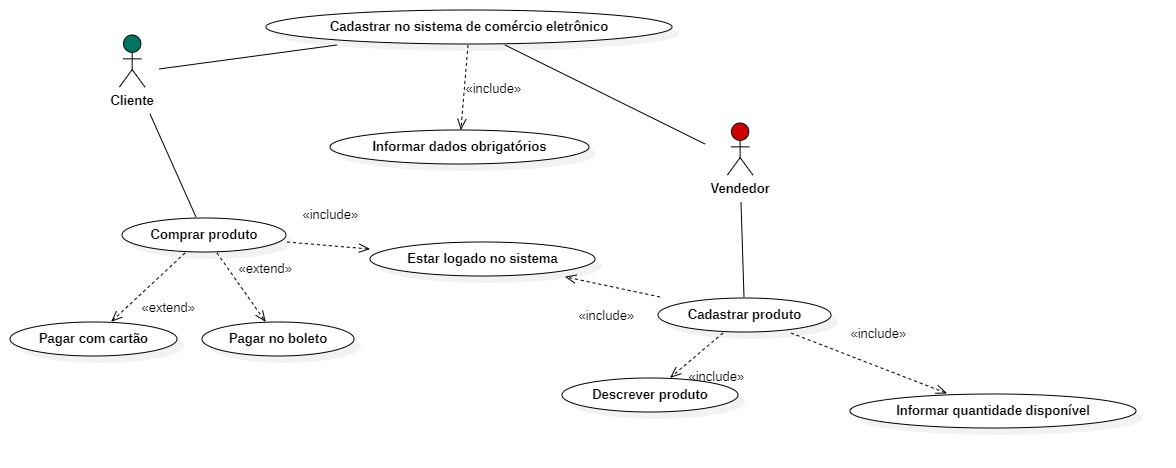 Cadastrar no sistema de comércio eletrônico
«include»
Cliente
Informar dados obrigatórios
Vendedor
«include»
Comprar produto
Estar logado no sistema
«extend»
«extend»
«include»
Cadastrar produto
Pagar com cartão
Pagar no boleto
«include»
«include»
Descrever produto
Informar quantidade disponível